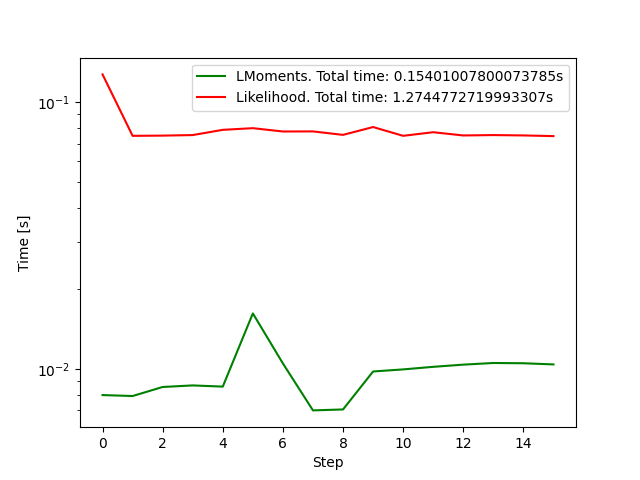 LMoments. Total time: 0.15401007800073785s
Likelihood. Total time: 1.2744772719993307s
10⁻¹
10⁻²
Time [s]
0 2 4 6 8 10 12 14
Step